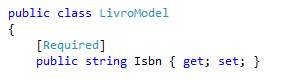 public class LivroModel
{
[Required]
public string Isbn { get; set; }